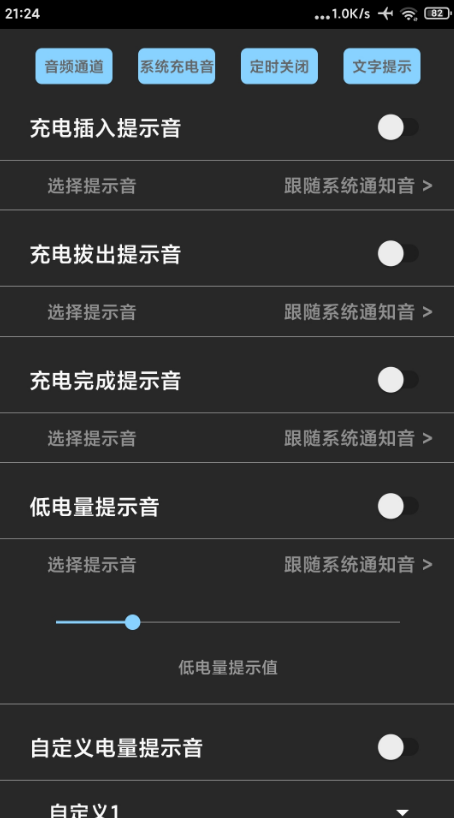 21:24 ...1.0K/s 82
音频通道 系统充电音 定时关闭 文字提示
充电插入提示音
选择提示音 跟随系统通知音 >
充电拔出提示音
选择提示音 跟随系统通知音 >
充电完成提示音
选择提示音 跟随系统通知音 >
低电量提示音
选择提示音 跟随系统通知音 >
低电量提示值
自定义电量提示音
自定义1